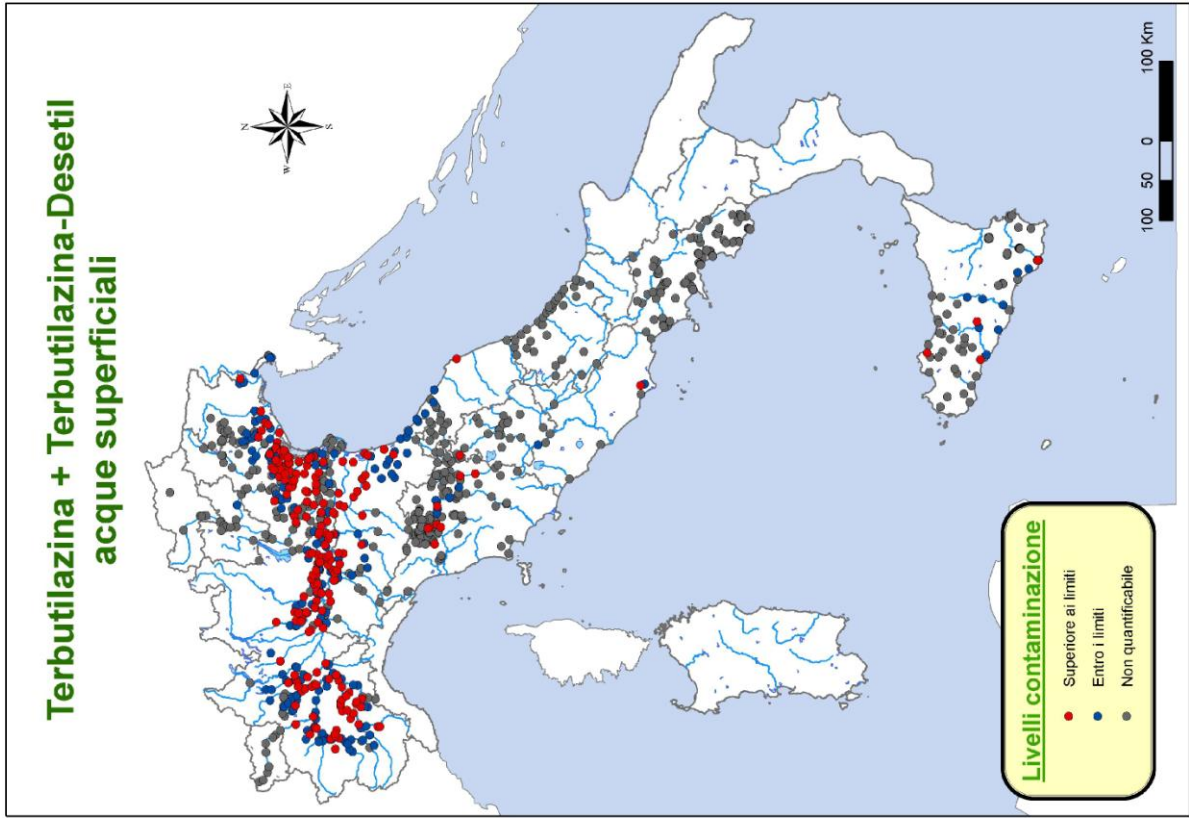 Terbutilazina + Terbutilazina-Desetil
acque superficiali
N
W
E
S
Livelli contaminazione
Superiore ai limiti
Entro i limiti
Non quantificabile
100 50 0 100 Km